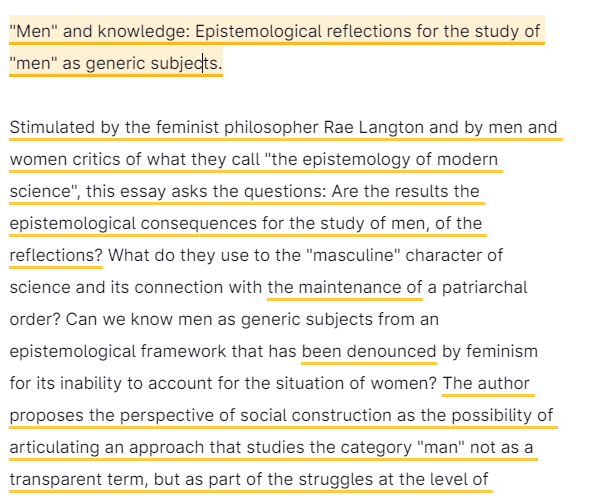 "Men" and knowledge: Epistemological reflections for the study of
"men" as generic subjects.
Stimulated by the feminist philosopher Rae Langton and by men and
women critics of what they call "the epistemology of modern
science", this essay asks the questions: Are the results the
epistemological consequences for the study of men, of the
reflections? What do they use to the "masculine" character of
science and its connection with the maintenance of a patriarchal
order? Can we know men as generic subjects from an
epistemological framework that has been denounced by feminism
for its inability to account for the situation of women? The author
proposes the perspective of social construction as the possibility of
articulating an approach that studies the category "man" not as a
transparent term, but as part of the struggles at the level of